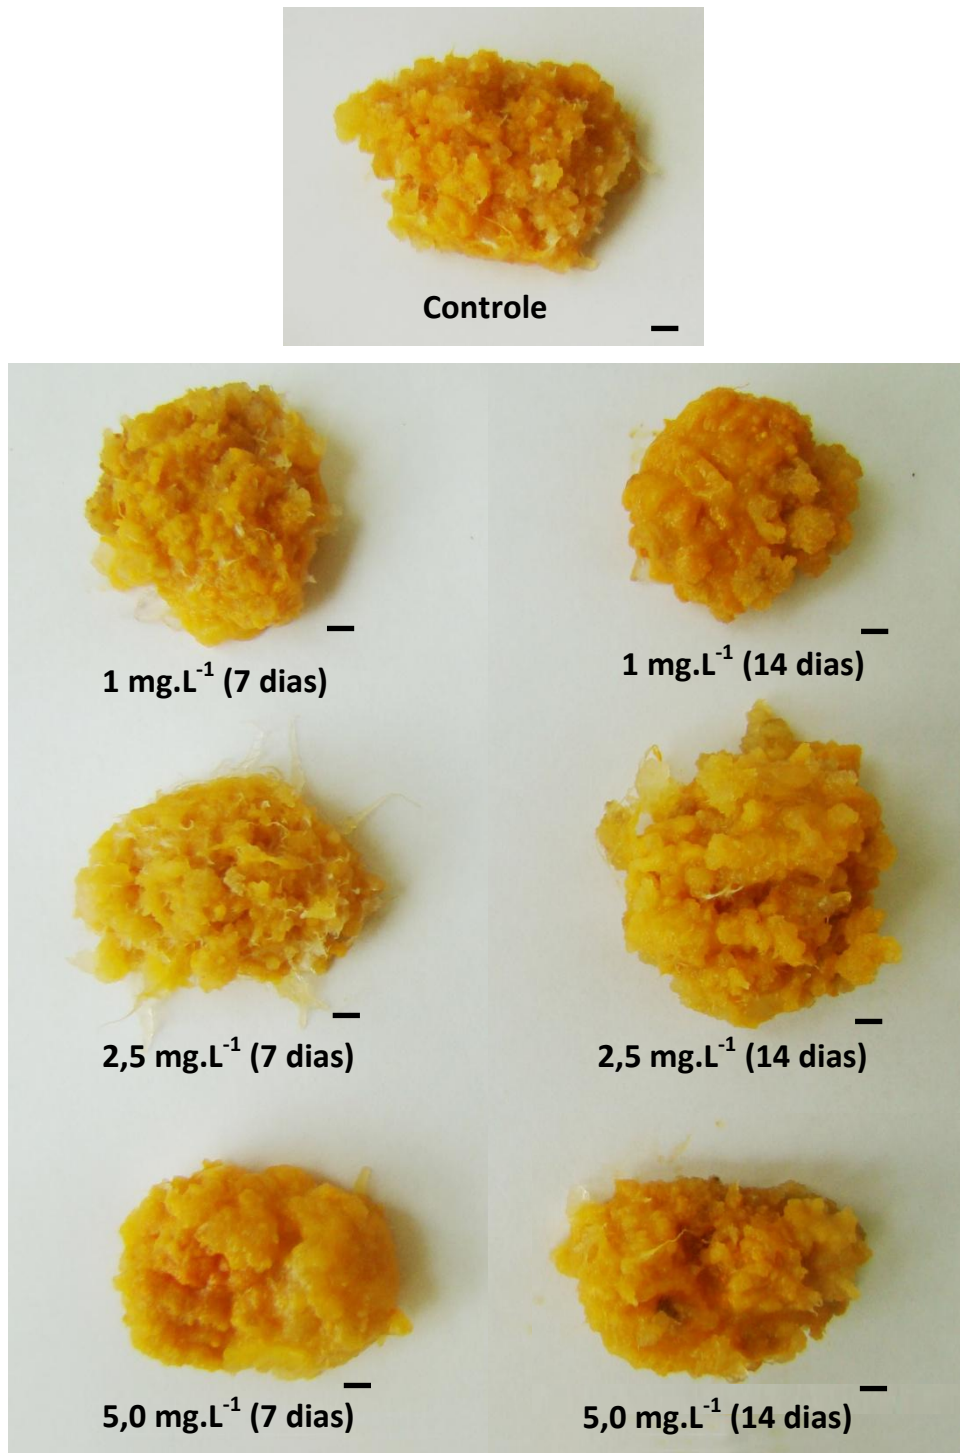 Controle
1 mg.L⁻¹ (7 dias)
1 mg.L⁻¹ (14 dias)
2,5 mg.L⁻¹ (7 dias)
2,5 mg.L⁻¹ (14 dias)
5,0 mg.L⁻¹ (7 dias)
5,0 mg.L⁻¹ (14 dias)